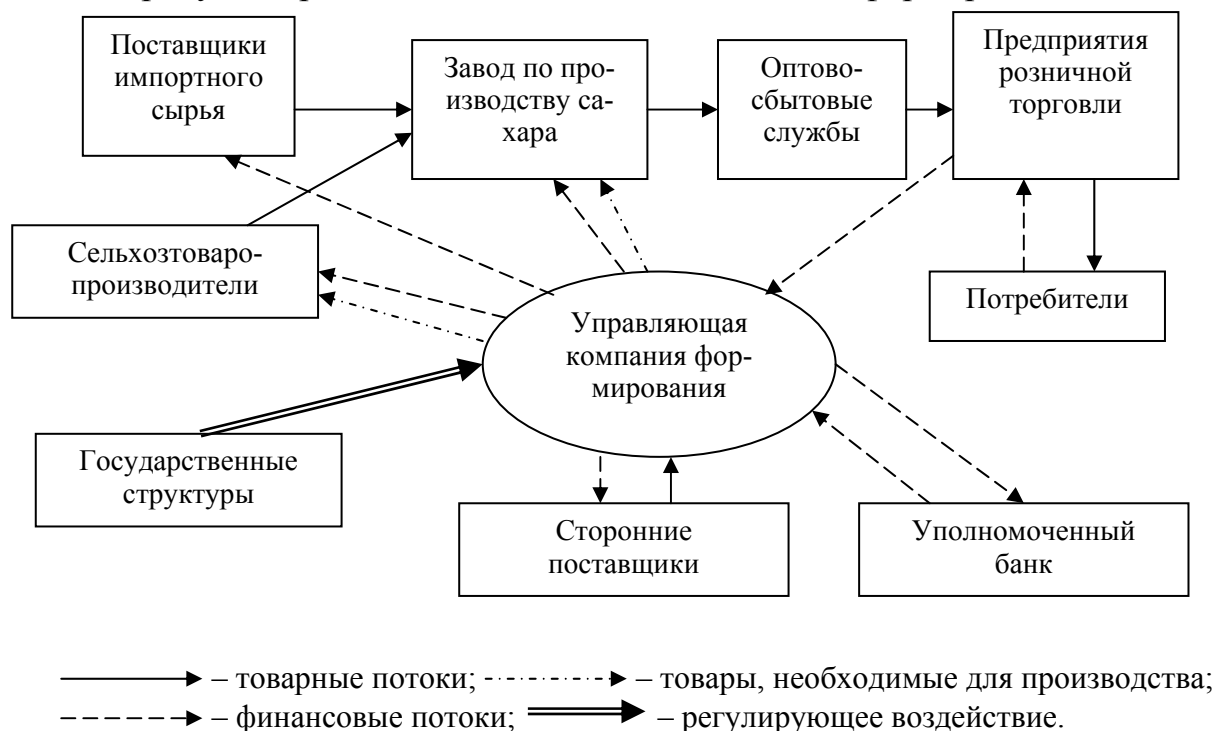 Поставщики
импортного
сырья
Завод по про-
изводству са-
хара
Оптово-
сбытовые
службы
Предприятия
розничной
торговли
Сельхозтоваро-
производители
Потребители
Управляющая
компания фор-
мирования
Государственные
структуры
Сторонние
поставщики
Уполномоченный
банк
– товарные потоки; – товары, необходимые для производства;
– финансовые потоки; – регулирующее воздействие.